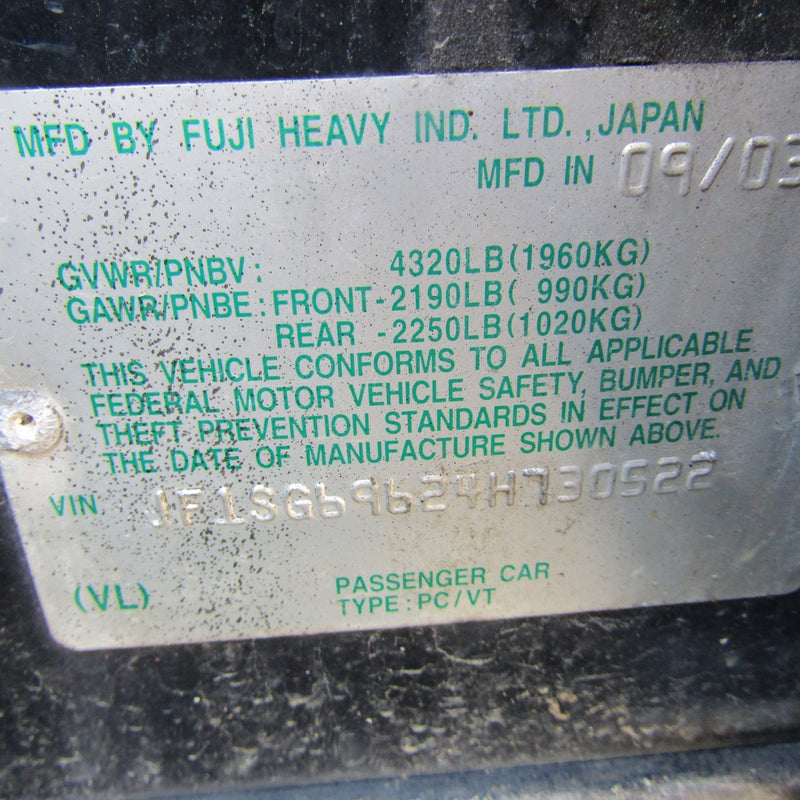 MFD BY FUJI HEAVY IND. LTD., JAPAN
MFD IN 09/03
GVWR/PNBV: 4320LB(1960KG)
GAWR/PNBE: FRONT-2190LB( 990KG)
REAR -2250LB(1020KG)
THIS VEHICLE CONFORMS TO ALL APPLICABLE
FEDERAL MOTOR VEHICLE SAFETY, BUMPER, AND
THEFT PREVENTION STANDARDS IN EFFECT ON
THE DATE OF MANUFACTURE SHOWN ABOVE.
VIN JF1SG69624H730522
(VL) PASSENGER CAR
TYPE: PC/VT